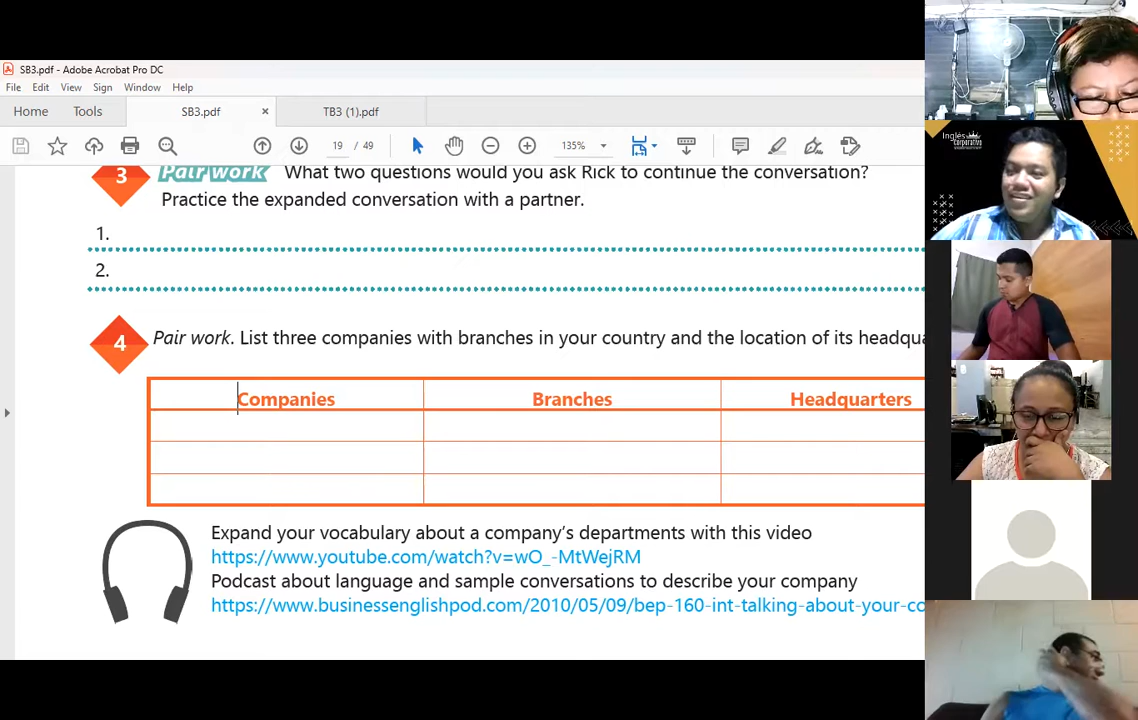 SB3.pdf - Adobe Acrobat Pro DC
File Edit View Sign Window Help
Home Tools SB3.pdf × TB3 (1).pdf
19 / 49 135%
3 Pair work What two questions would you ask Rick to continue the conversation?
Practice the expanded conversation with a partner.
1.
2.
4 Pair work. List three companies with branches in your country and the location of its headqua
Companies Branches Headquarters
Expand your vocabulary about a company's departments with this video
https://www.youtube.com/watch?v=wO_-MtWejRM
Podcast about language and sample conversations to describe your company
https://www.businessenglishpod.com/2010/05/09/bep-160-int-talking-about-your-co
Inglés
corporativo